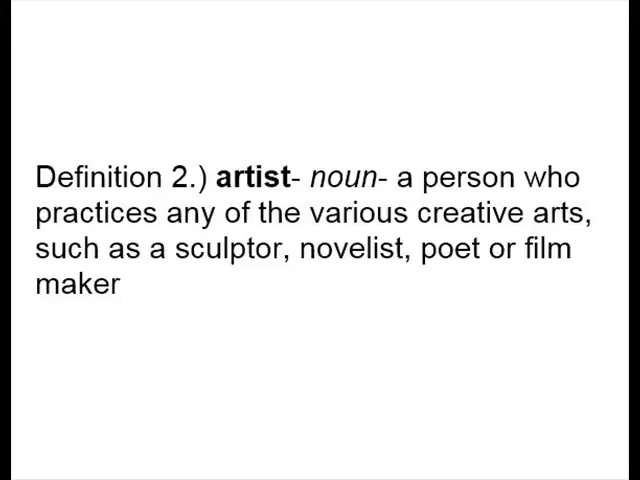 Definition 2.) artist- noun- a person who
practices any of the various creative arts,
such as a sculptor, novelist, poet or film
maker